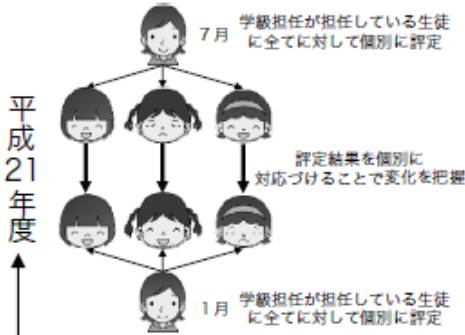 7月 学級担任が担任している生徒
に全てに対して個別に評定
平成21年度
評定結果を個別に
対応づけることで変化を把握
1月 学級担任が担任している生徒
に全てに対して個別に評定